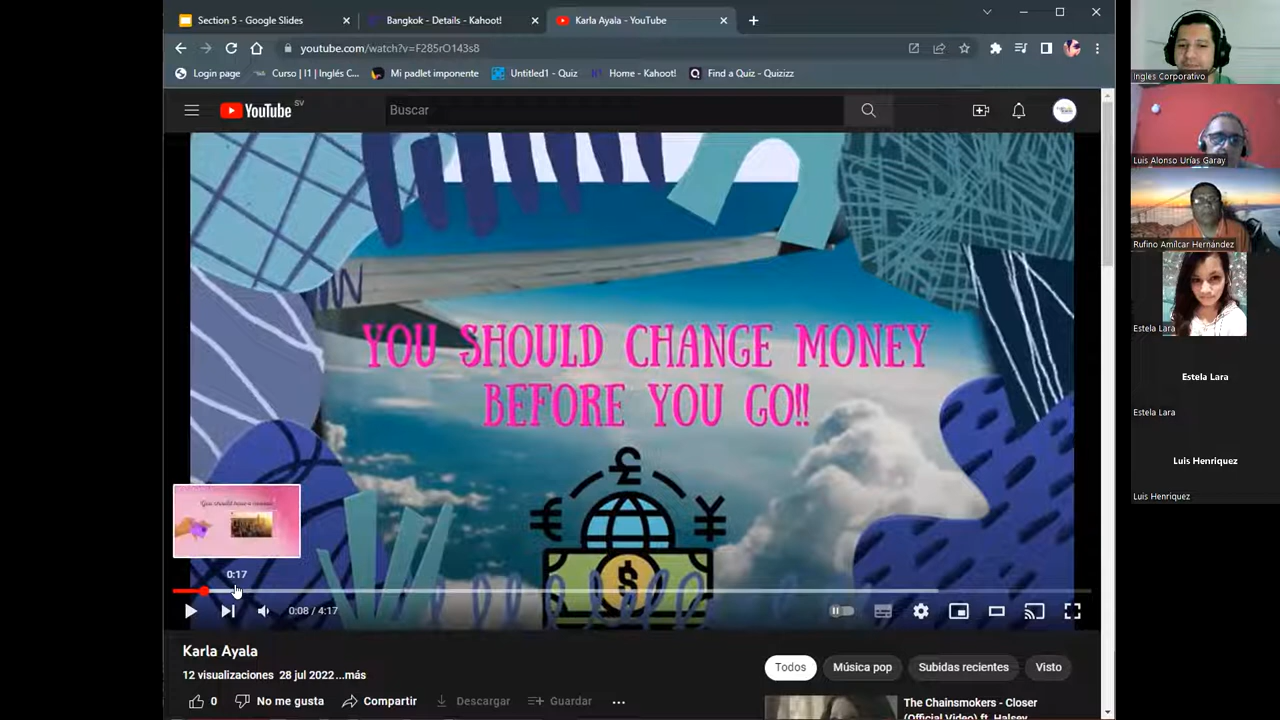 Section 5 - Google Slides
Bangkok - Details - Kahoot!
Karla Ayala - YouTube
youtube.com/watch?v=F285rO143s8
Login page
Curso | I1 | Inglés C...
Mi padlet imponente
Untitled1 - Quiz
Home - Kahoot!
Find a Quiz - Quizizz
YouTube SV
Buscar
YOU SHOULD CHANGE MONEY
BEFORE YOU GO!!
0:17
0:08 / 4:17
Karla Ayala
12 visualizaciones 28 jul 2022 ...más
0
No me gusta
Compartir
Descargar
Guardar
Todos
Música pop
Subidas recientes
Visto
The Chainsmokers - Closer
(Official Video) ft. Halsey
Ingles Corporativo
Luis Alonso Urías Garay
Rufino Amilcar Hernández
Estela Lara
Estela Lara
Estela Lara
Luis Henriquez
Luis Henriquez